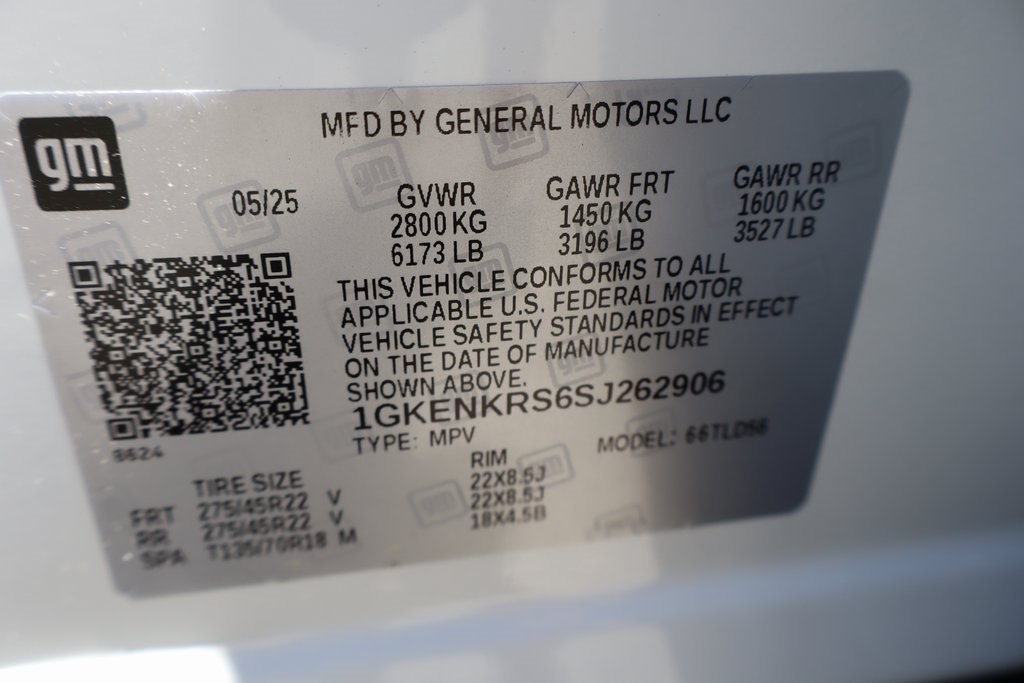 gm
MFD BY GENERAL MOTORS LLC
05/25
GVWR
2800 KG
6173 LB
GAWR FRT
1450 KG
3196 LB
GAWR RR
1600 KG
3527 LB
THIS VEHICLE CONFORMS TO ALL
APPLICABLE U.S. FEDERAL MOTOR
VEHICLE SAFETY STANDARDS IN EFFECT
ON THE DATE OF MANUFACTURE
SHOWN ABOVE.
1GKENKRS6SJ262906
TYPE: MPV
MODEL:
TIRE SIZE
RIM
FRT 275/45R22 V 22X8.5J
RR 275/45R22 V 22X8.5J
SPA T135/70R18 M 18X4.5B